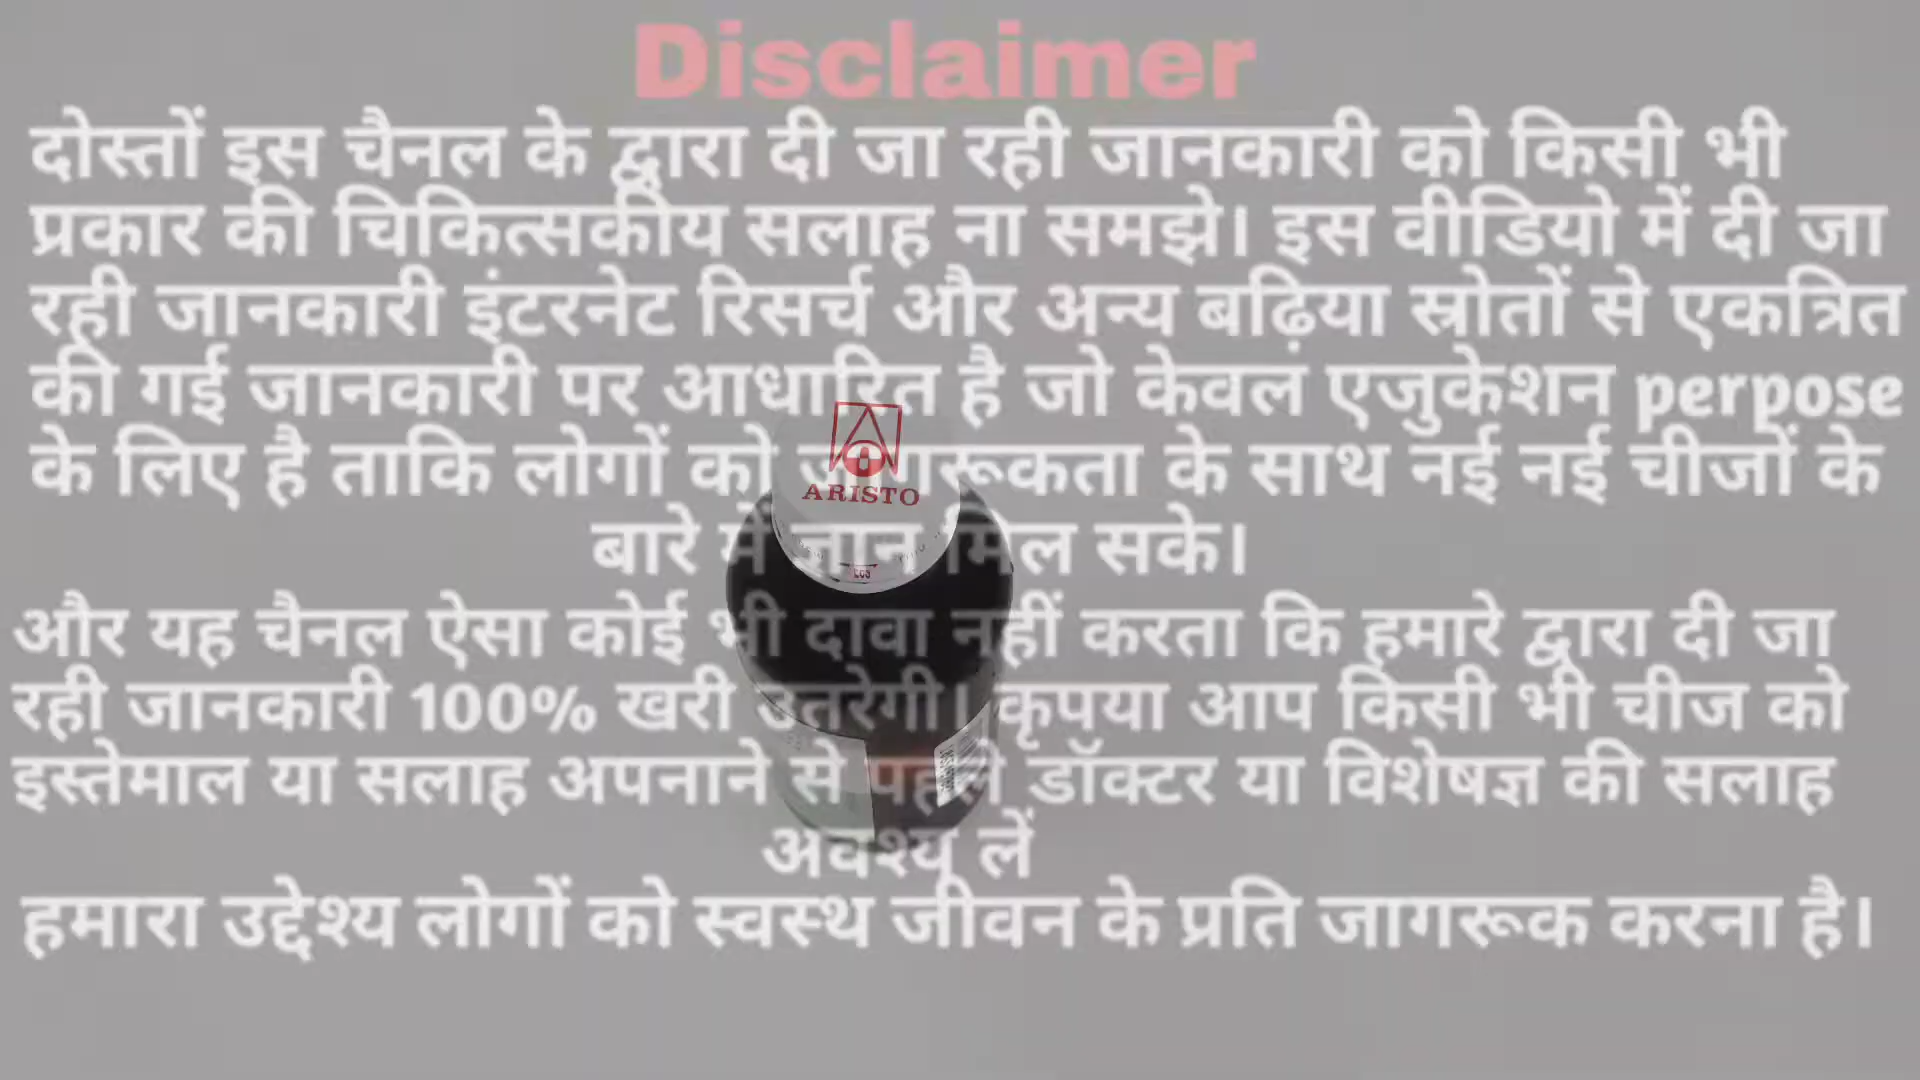 Disclaimer
दोस्तों इस चैनल के द्वारा दी जा रही जानकारी को किसी भी
प्रकार की चिकित्सकीय सलाह ना समझे। इस वीडियो में दी जा
रही जानकारी इंटरनेट रिसर्च और अन्य बढ़िया स्रोतों से एकत्रित
की गई जानकारी पर आधारित है जो केवल एजुकेशन perpose
के लिए है ताकि लोगों को जागरूकता के साथ नई नई चीजों के
ARISTO
बारे में ज्ञान मिल सके।
और यह चैनल ऐसा कोई भी दावा नहीं करता कि हमारे द्वारा दी जा
रही जानकारी 100% खरी उतरेगी। कृपया आप किसी भी चीज को
इस्तेमाल या सलाह अपनाने से पहले डॉक्टर या विशेषज्ञ की सलाह
अवश्य लें
हमारा उद्देश्य लोगों को स्वस्थ जीवन के प्रति जागरूक करना है।